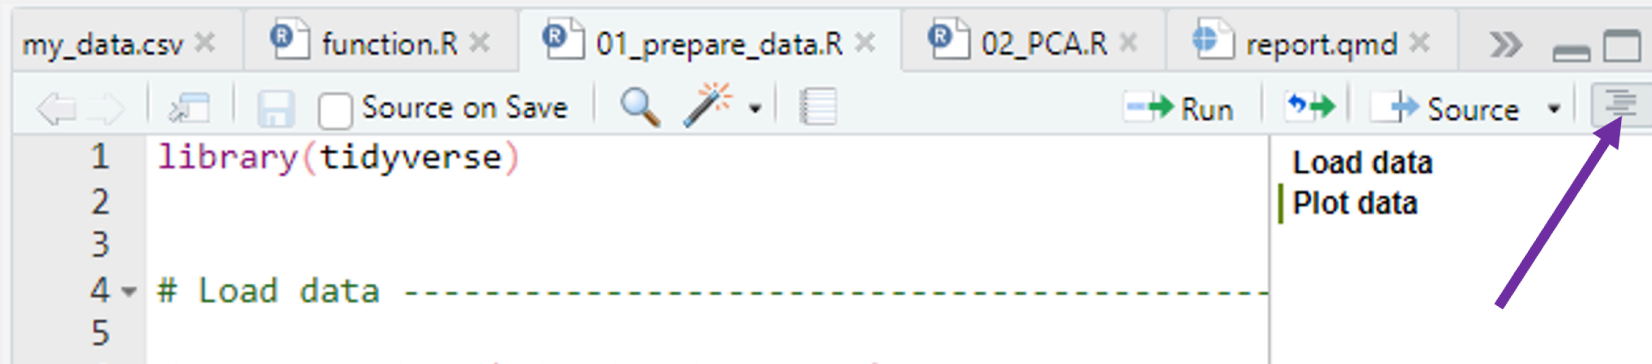 my_data.csv function.R 01_prepare_data.R 02_PCA.R report.qmd
Source on Save Run Source
1 library(tidyverse)
2
3
4 # Load data -------------------------------------------
5
Load data
Plot data